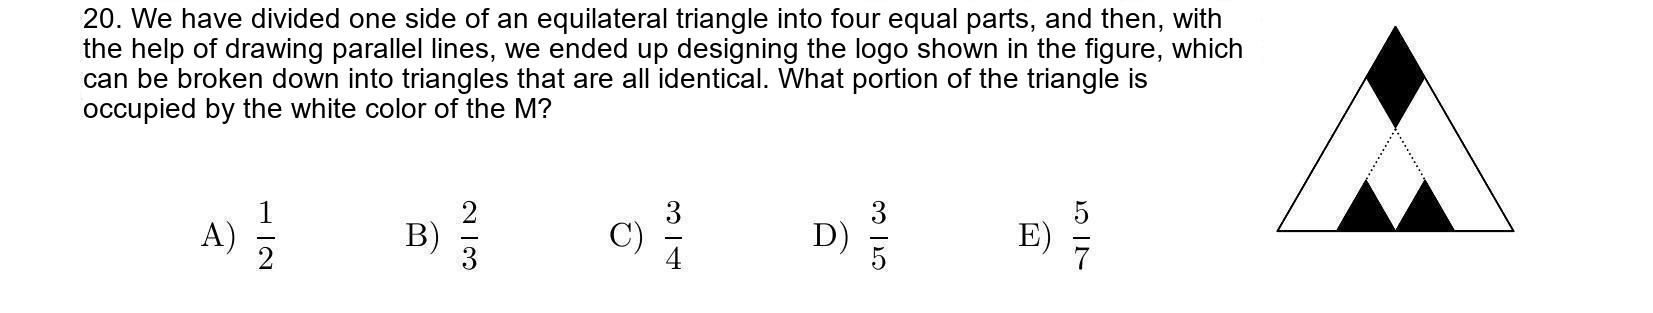 20. We have divided one side of an equilateral triangle into four equal parts, and then, with
the help of drawing parallel lines, we ended up designing the logo shown in the figure, which
can be broken down into triangles that are all identical. What portion of the triangle is
occupied by the white color of the M?
A) 1/2 B) 2/3 C) 3/4 D) 3/5 E) 5/7